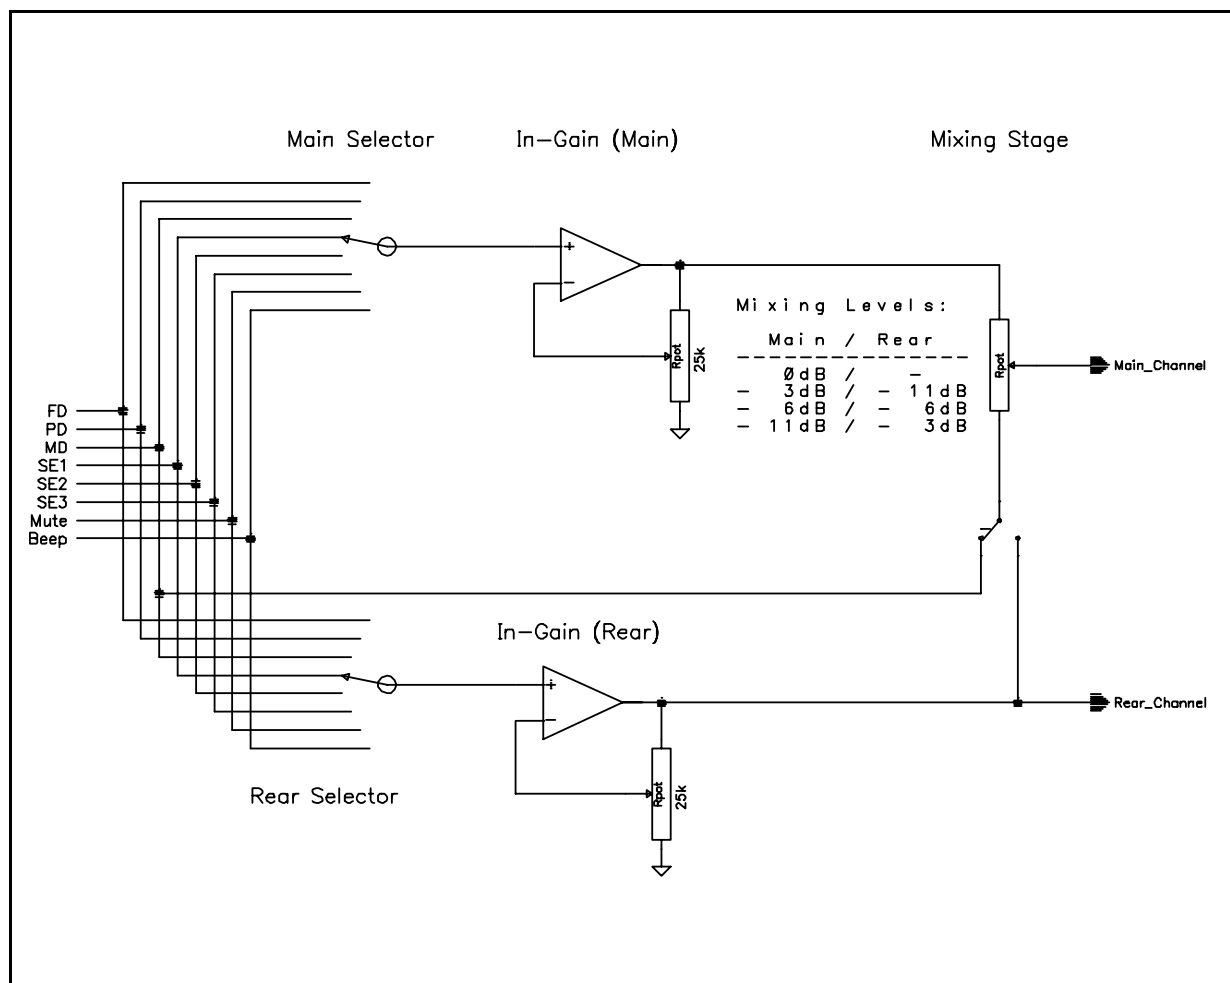 Main Selector
In-Gain (Main)
Mixing Stage
+
-
Mixing Levels:
Main / Rear
0dB / -
- 3dB / - 11dB
- 6dB / - 6dB
- 11dB / - 3dB
Rpot
25k
Rpot
Main_Channel
FD
PD
MD
SE1
SE2
SE3
Mute
Beep
In-Gain (Rear)
+
-
Rear_Channel
Rpot
25k
Rear Selector